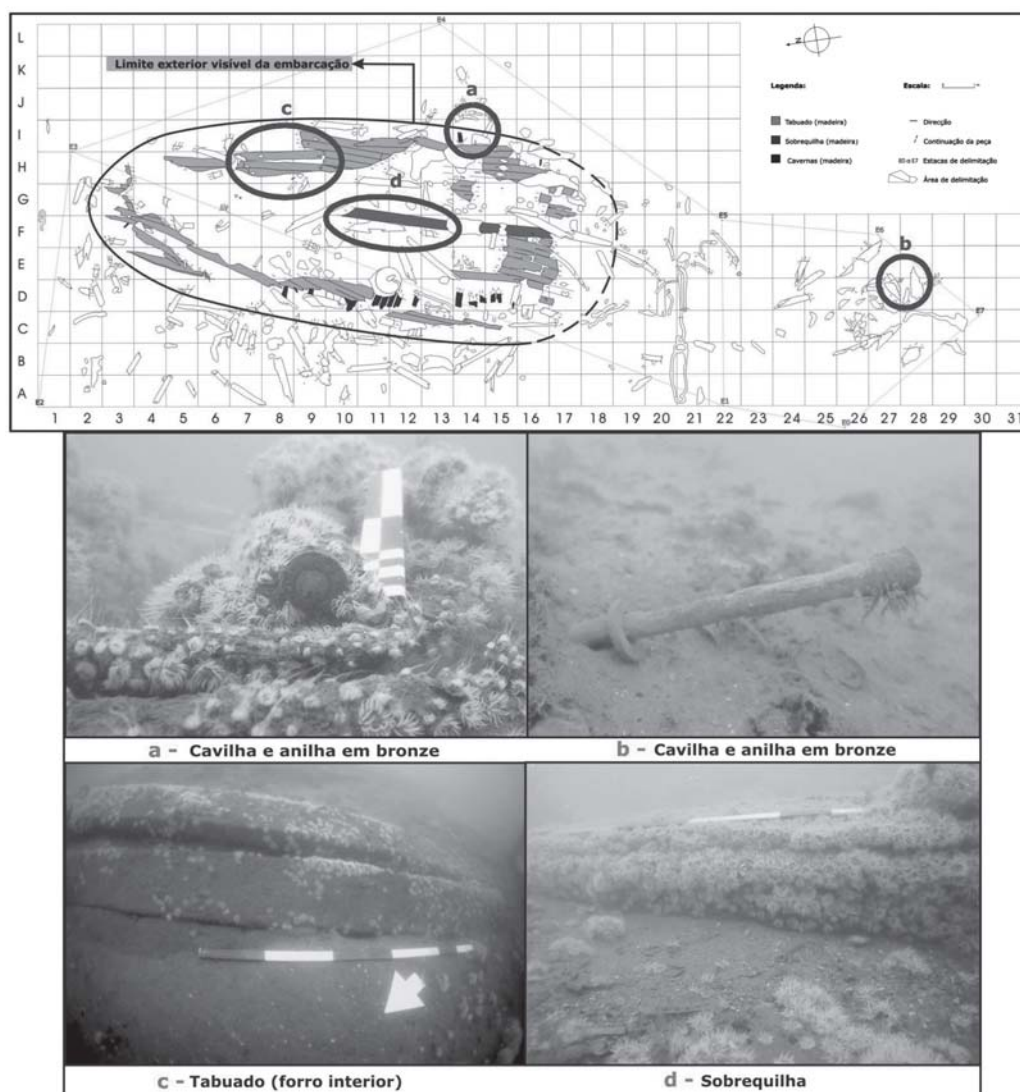 L
K
J
I
H
G
F
E
D
C
B
A
1 2 3 4 5 6 7 8 9 10 11 12 13 14 15 16 17 18 19 20 21 22 23 24 25 26 27 28 29 30 31
Limite exterior visível da embarcação
a
c
d
b
E4
E3
E5
E6
E7
E2
E1
N
Legenda:
Escala:
Tabuado (madeira)
Sobrequilha (madeira)
Cavernas (madeira)
Direcção
Continuação da peça
Estacas de delimitação
Área de delimitação
a - Cavilha e anilha em bronze
b - Cavilha e anilha em bronze
c - Tabuado (forro interior)
d - Sobrequilha